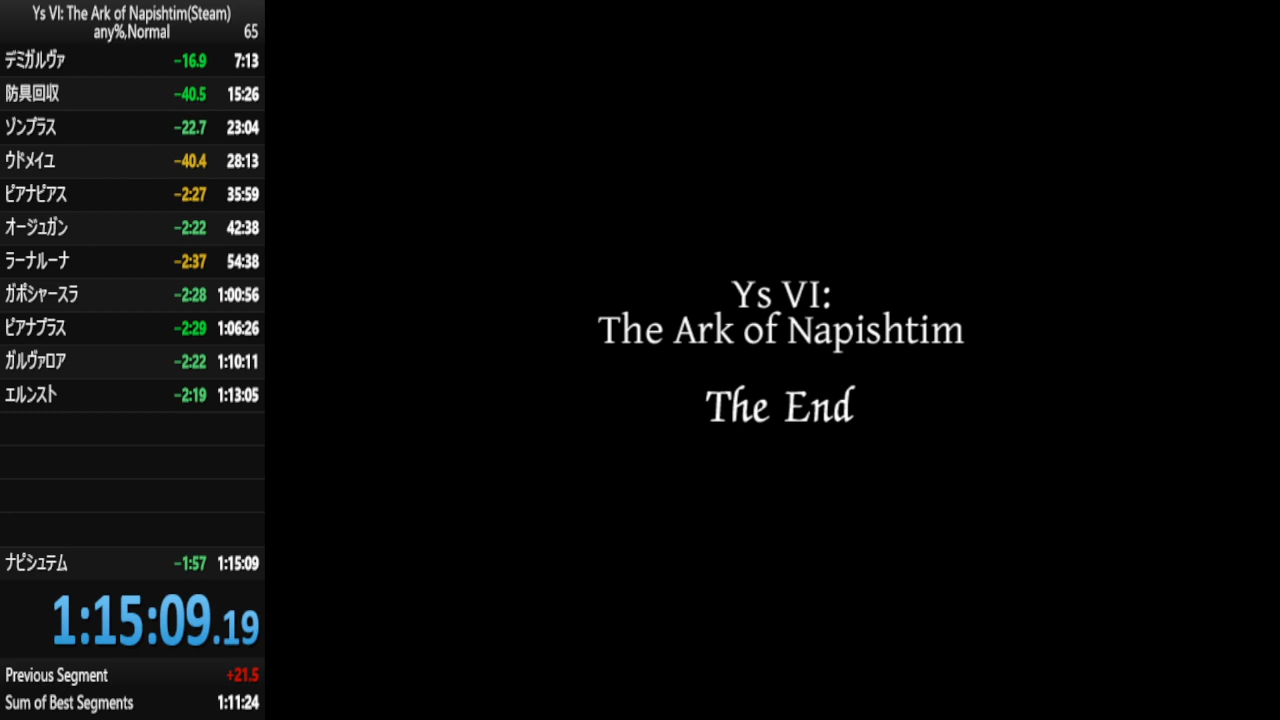 Ys VI: The Ark of Napishtim(Steam)
any%,Normal 65
デミガルヴァ -16.9 7:13
防具回収 -40.5 15:26
ゾンプラス -22.7 23:04
ウドメイユ -40.4 28:13
ピアナピアス -2:27 35:59
オージュガン -2:22 42:38
ラーナルーナ -2:37 54:38
ガポシャースラ -2:28 1:00:56
ピアナプラス -2:29 1:06:26
ガルヴァロア -2:22 1:10:11
エルンスト -2:19 1:13:05
ナピシュテム -1:57 1:15:09
1:15:09.19
Previous Segment +21.5
Sum of Best Segments 1:11:24
Ys VI:
The Ark of Napishtim
The End